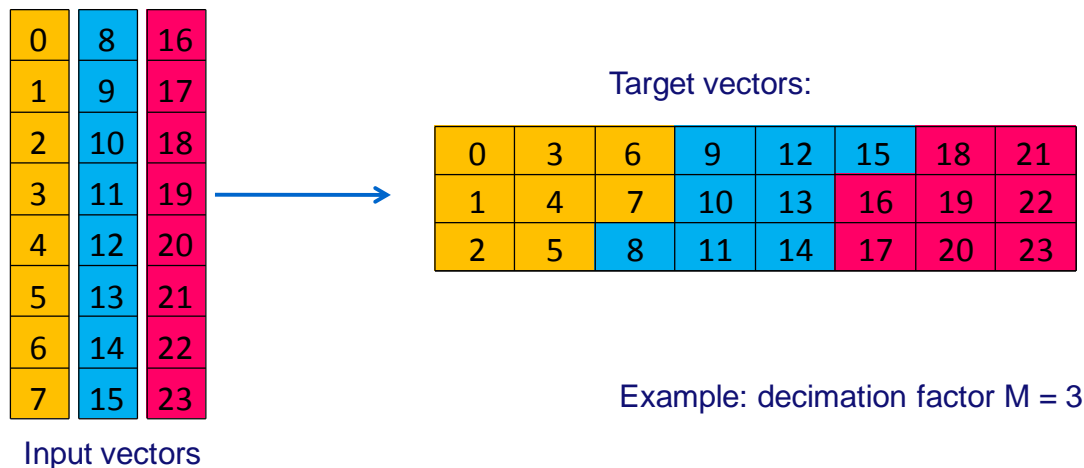 0 8 16
1 9 17
2 10 18
3 11 19
4 12 20
5 13 21
6 14 22
7 15 23
Input vectors
Target vectors:
0 3 6 9 12 15 18 21
1 4 7 10 13 16 19 22
2 5 8 11 14 17 20 23
Example: decimation factor M = 3